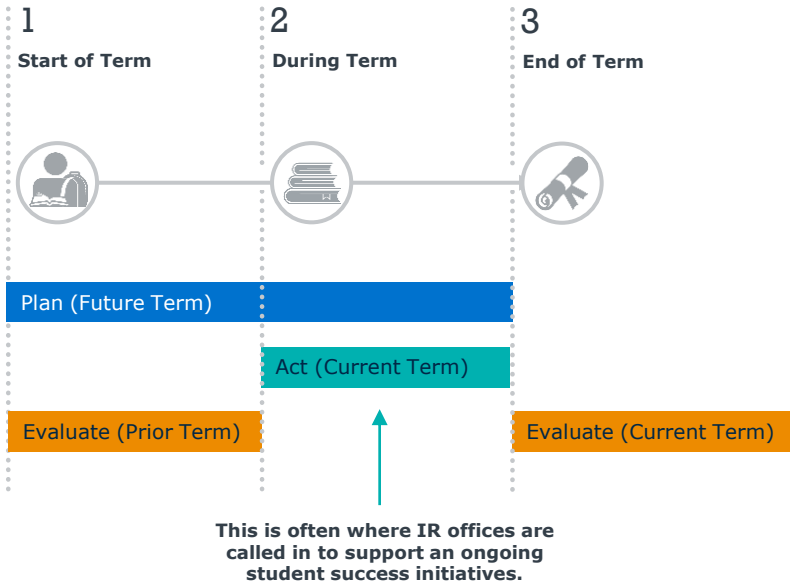 1
Start of Term
2
During Term
3
End of Term
Plan (Future Term)
Act (Current Term)
Evaluate (Prior Term)
Evaluate (Current Term)
This is often where IR offices are
called in to support an ongoing
student success initiatives.